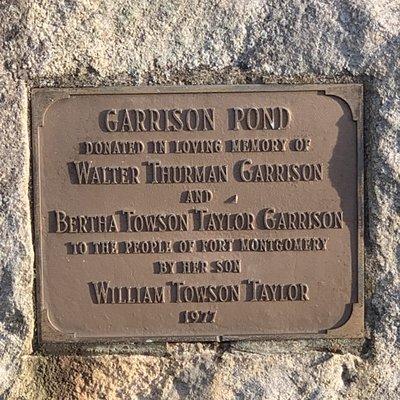 GARRISON POND
DONATED IN LOVING MEMORY OF
WALTER THURMAN GARRISON
AND
BERTHA TOWSON TAYLOR GARRISON
TO THE PEOPLE OF FORT MONTGOMERY
BY HER SON
WILLIAM TOWSON TAYLOR
1977